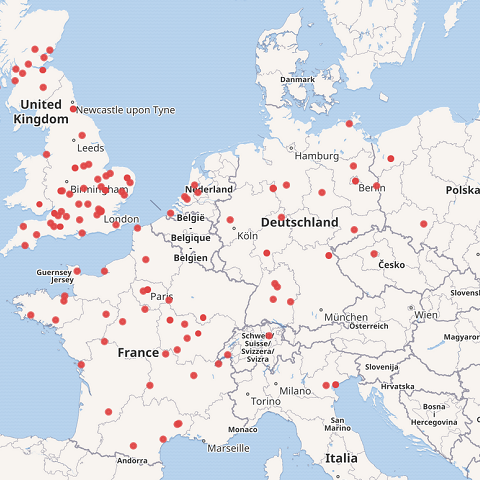 Danmark
United
Kingdom
Newcastle upon Tyne
Leeds
Hamburg
Birmingham
Nederland
Berlin
Polska
London
België
Deutschland
Köln
Belgique
Belgien
Česko
Guernsey
Jersey
Paris
Slovensko
München
Wien
Österreich
Magyaror
France
Schweiz/
Suisse/
Svizzera/
Svizra
Slovenija
Hrvatska
Milano
Torino
Bosna i
Hercegovina
San
Marino
Monaco
Marseille
Andorra
Italia